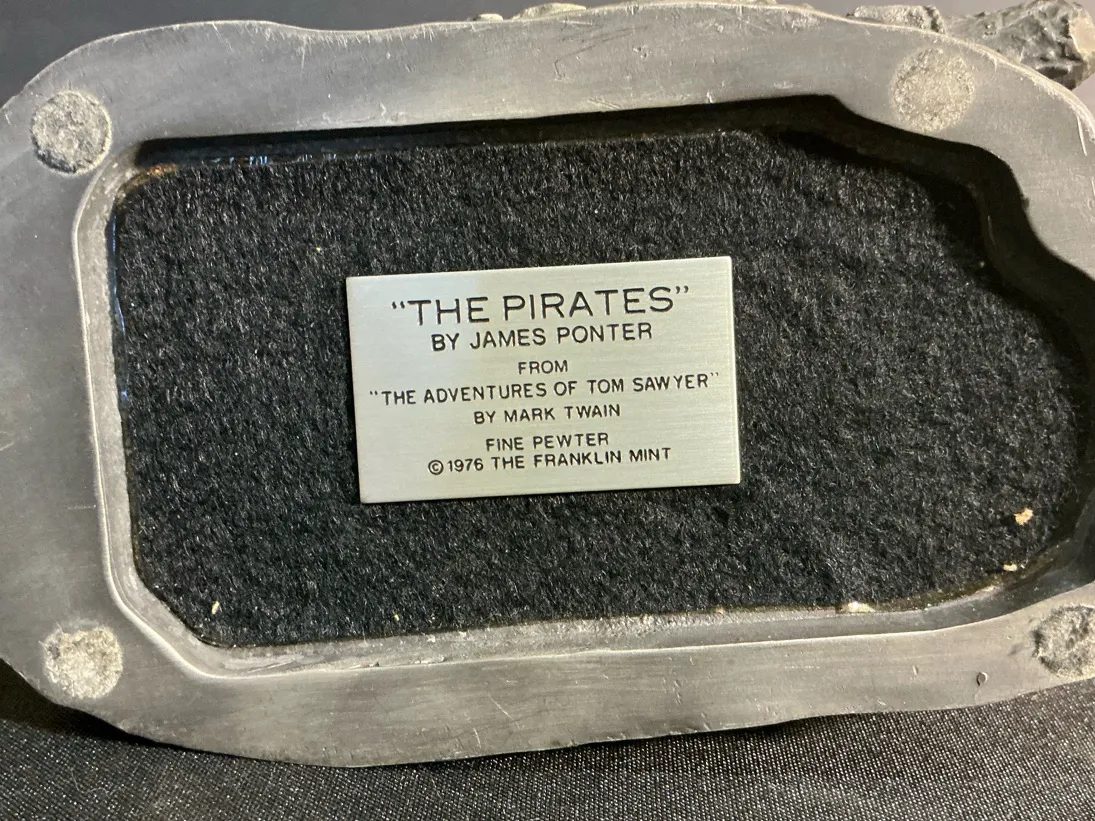 "THE PIRATES"
BY JAMES PONTER
FROM
"THE ADVENTURES OF TOM SAWYER"
BY MARK TWAIN
FINE PEWTER
© 1976 THE FRANKLIN MINT